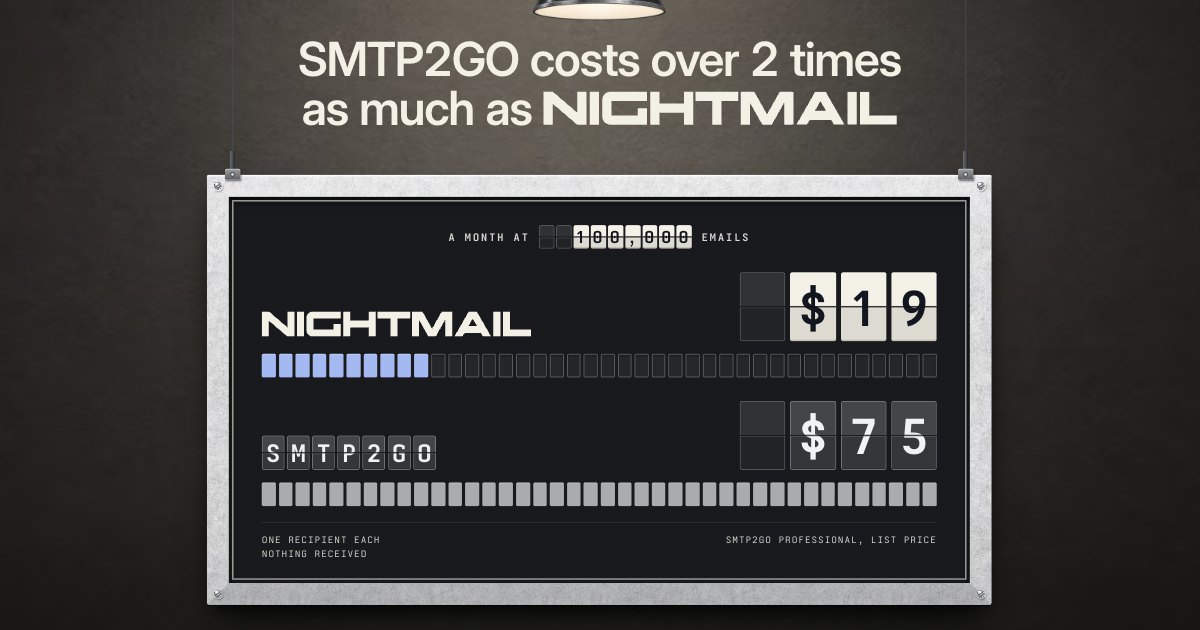 SMTP2GO costs over 2 times
as much as NIGHTMAIL
A MONTH AT 100,000 EMAILS
$19
NIGHTMAIL
$75
SMTP2GO
ONE RECIPIENT EACH
NOTHING RECEIVED
SMTP2GO PROFESSIONAL, LIST PRICE